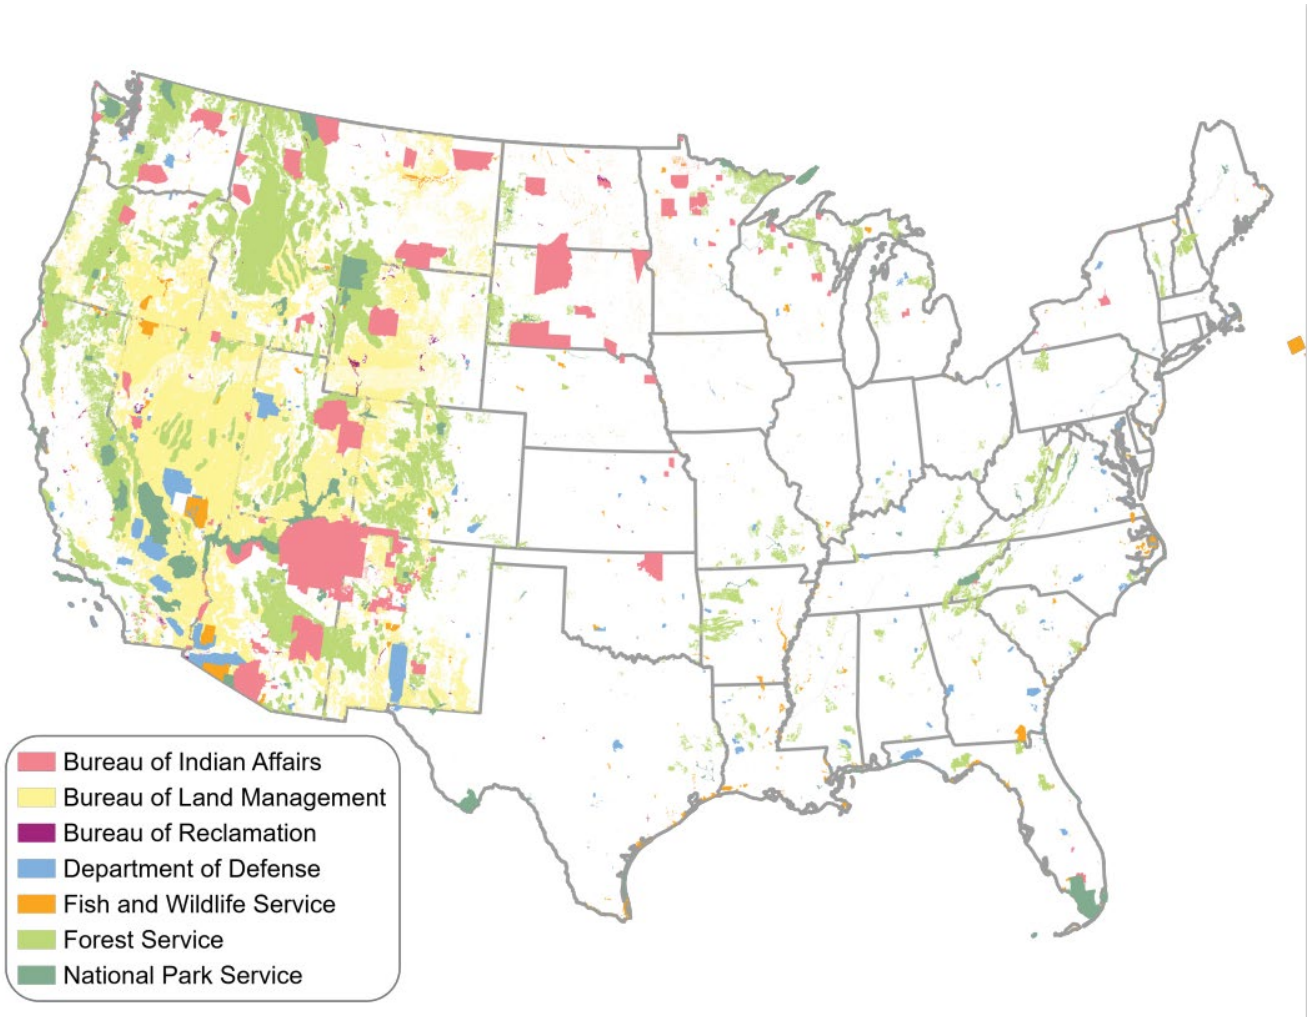 Bureau of Indian Affairs
Bureau of Land Management
Bureau of Reclamation
Department of Defense
Fish and Wildlife Service
Forest Service
National Park Service